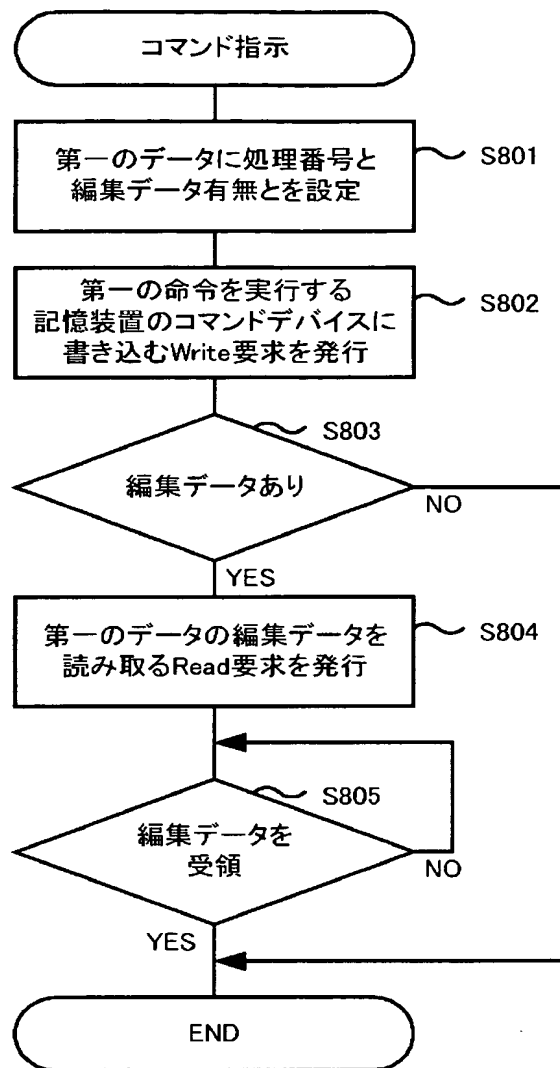 コマンド指示
第一のデータに処理番号と
編集データ有無とを設定
S801
第一の命令を実行する
記憶装置のコマンドデバイスに
書き込むWrite要求を発行
S802
S803
編集データあり
NO
YES
第一のデータの編集データを
読み取るRead要求を発行
S804
S805
編集データを
受領
NO
YES
END